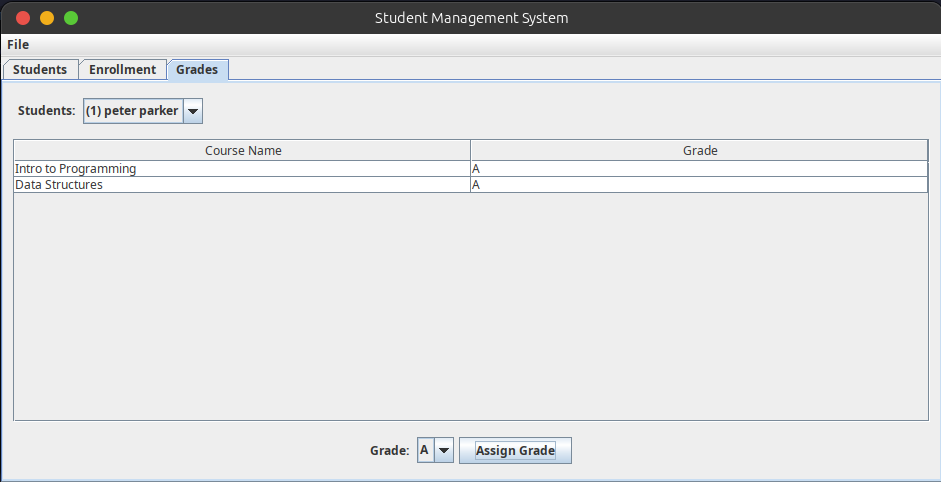 Student Management System
File
Students Enrollment Grades
Students: (1) peter parker
Course Name Grade
Intro to Programming A
Data Structures A
Grade: A Assign Grade